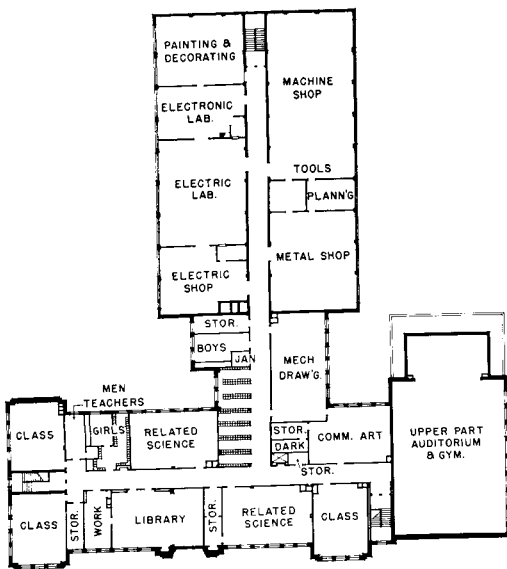 PAINTING &
DECORATING
MACHINE
SHOP
ELECTRONIC
LAB.
TOOLS
ELECTRIC
LAB.
PLANN'G
METAL SHOP
ELECTRIC
SHOP
STOR.
BOYS
JAN
MECH
DRAW'G.
MEN
TEACHERS
CLASS
GIRLS
RELATED
SCIENCE
STOR.
DARK
COMM. ART
UPPER PART
AUDITORIUM
& GYM.
STOR.
CLASS
STOR.
WORK
LIBRARY
STOR.
RELATED
SCIENCE
CLASS